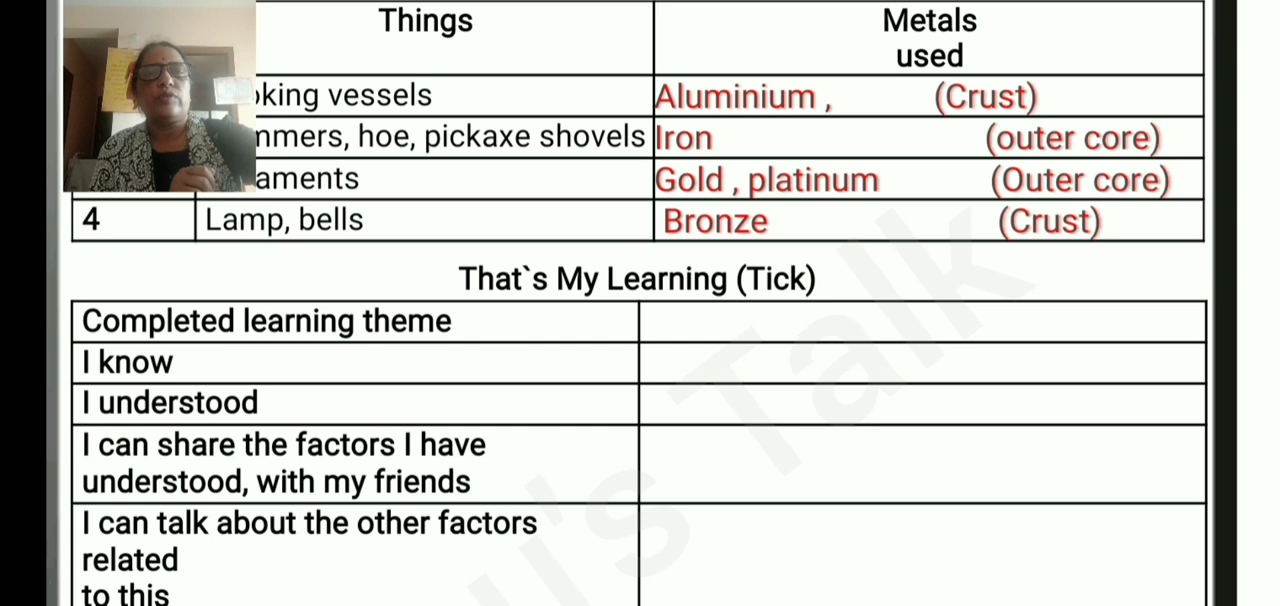 Things Metals
used
king vessels Aluminium , (Crust)
mmers, hoe, pickaxe shovels Iron (outer core)
aments Gold , platinum (Outer core)
4 Lamp, bells Bronze (Crust)
That`s My Learning (Tick)
Completed learning theme
I know
I understood
I can share the factors I have
understood, with my friends
I can talk about the other factors
related
to this
u's Talk